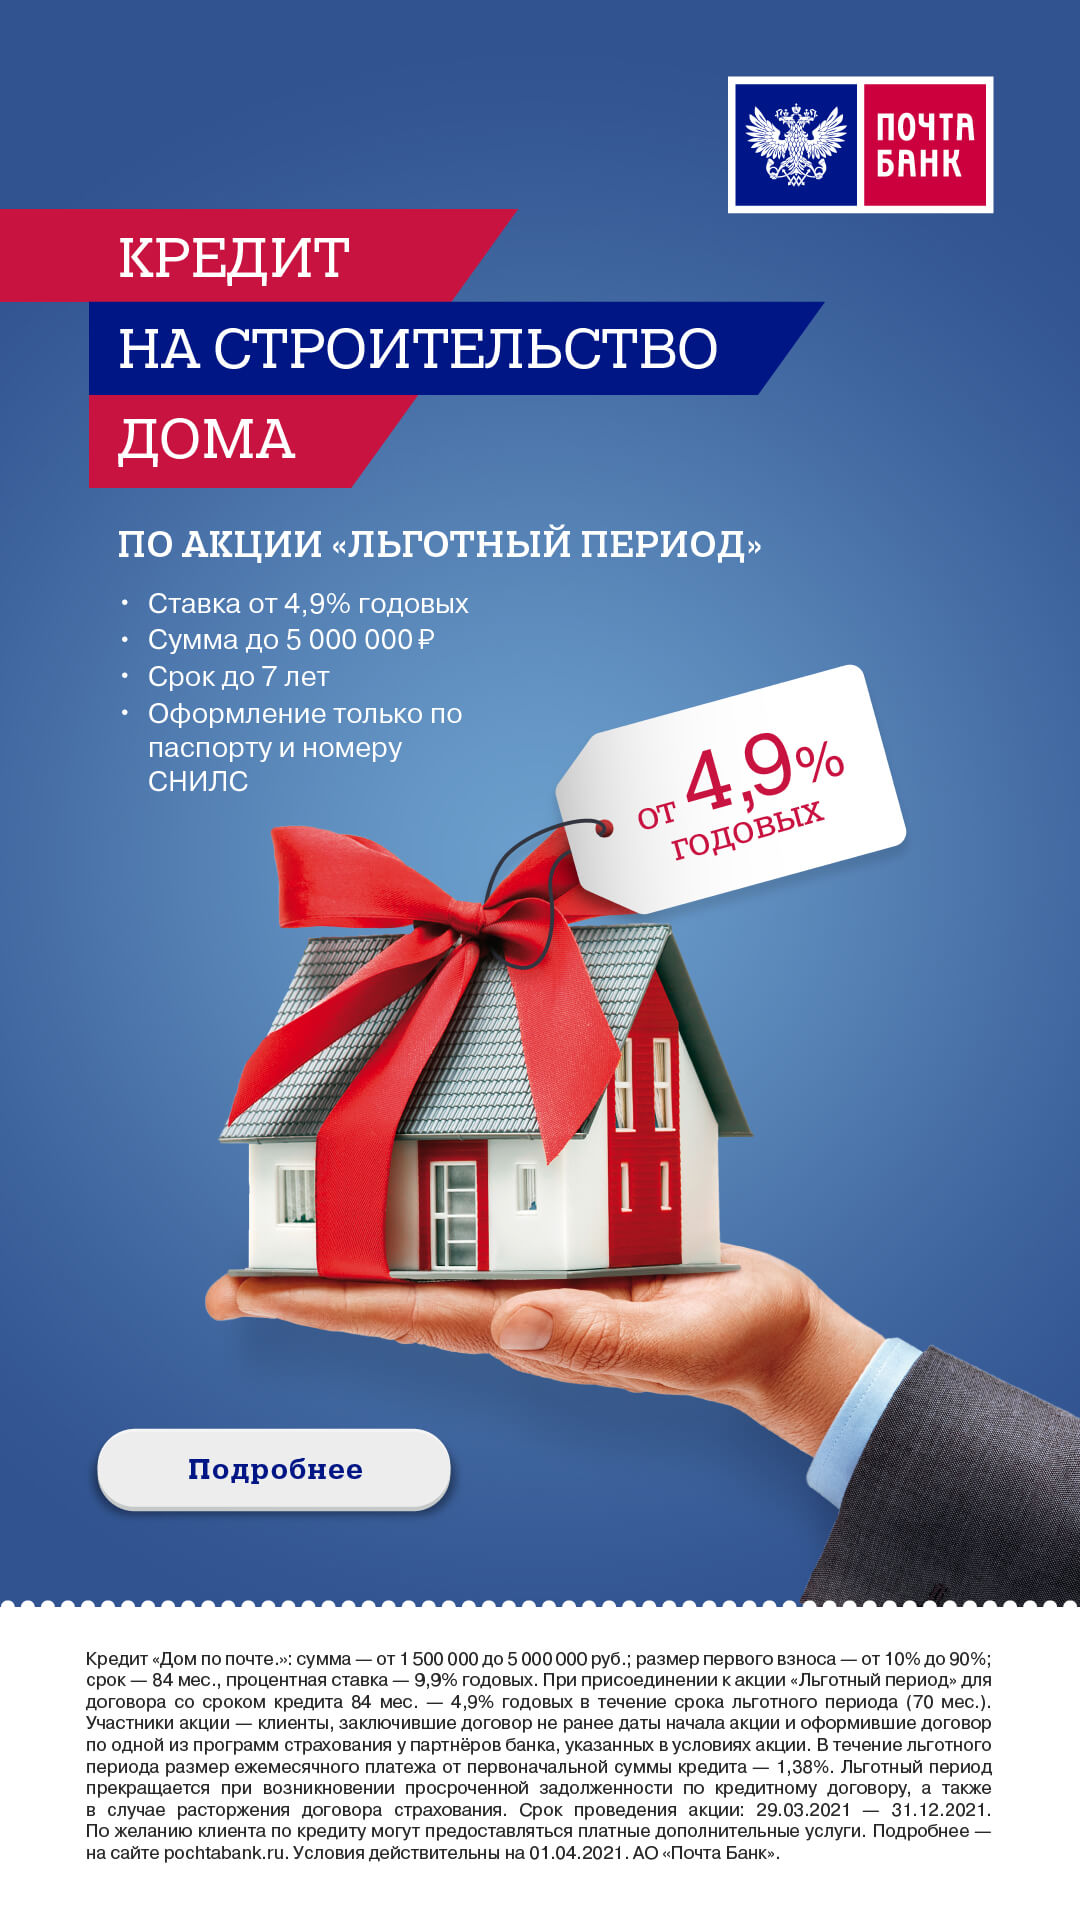 ПОЧТА
БАНК
КРЕДИТ
НА СТРОИТЕЛЬСТВО
ДОМА
ПО АКЦИИ «ЛЬГОТНЫЙ ПЕРИОД»
• Ставка от 4,9% годовых
• Сумма до 5 000 000 ₽
• Срок до 7 лет
• Оформление только по
паспорту и номеру
СНИЛС
от 4,9%
годовых
Подробнее
Кредит «Дом по почте.»: сумма — от 1 500 000 до 5 000 000 руб.; размер первого взноса — от 10% до 90%;
срок — 84 мес., процентная ставка — 9,9% годовых. При присоединении к акции «Льготный период» для
договора со сроком кредита 84 мес. — 4,9% годовых в течение срока льготного периода (70 мес.).
Участники акции — клиенты, заключившие договор не ранее даты начала акции и оформившие договор
по одной из программ страхования у партнёров банка, указанных в условиях акции. В течение льготного
периода размер ежемесячного платежа от первоначальной суммы кредита — 1,38%. Льготный период
прекращается при возникновении просроченной задолженности по кредитному договору, а также
в случае расторжения договора страхования. Срок проведения акции: 29.03.2021 — 31.12.2021.
По желанию клиента по кредиту могут предоставляться платные дополнительные услуги. Подробнее —
на сайте pochtabank.ru. Условия действительны на 01.04.2021. АО «Почта Банк».